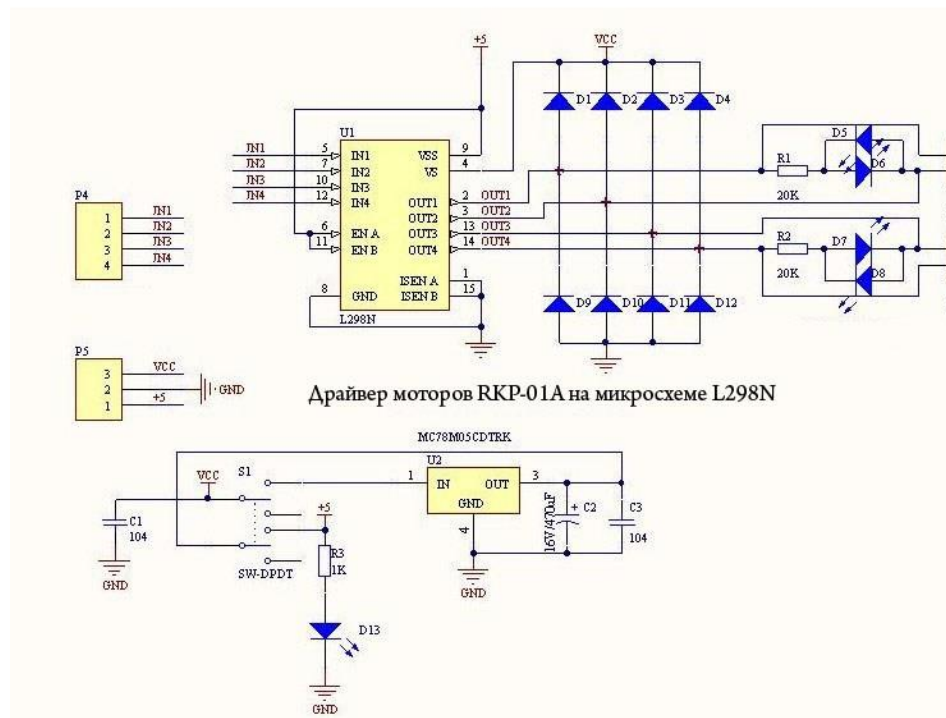 +5
VCC
D1 D2 D3 D4
U1
JN1 5 IN1 VSS 9
JN2 7 IN2 VS 4
JN3 10 IN3
JN4 12 IN4 OUT1 2 OUT1
OUT2 3 OUT2
6 EN A OUT3 13 OUT3
11 EN B OUT4 14 OUT4
ISEN A 1
8 GND ISEN B 15
L298N
D5
R1 D6
20K
R2 D7
20K D8
D9 D10 D11 D12
P4
1 JN1
2 JN2
3 JN3
4 JN4
P5
3 VCC
2 GND
1 +5
Драйвер моторов RKP-01A на микросхеме L298N
MC78M05CDTRK
S1 U2
VCC 1 IN OUT 3
GND
4
+5
C1
104
GND
SW-DPDT
R3
1K
16V/470uF
+ C2
C3
104
GND
D13
GND